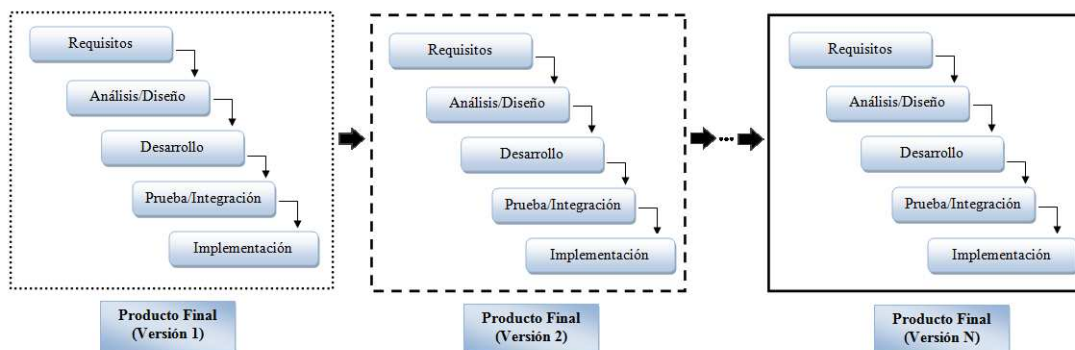 Requisitos
Análisis/Diseño
Desarrollo
Prueba/Integración
Implementación
Producto Final
(Versión 1)
Requisitos
Análisis/Diseño
Desarrollo
Prueba/Integración
Implementación
Producto Final
(Versión 2)
Requisitos
Análisis/Diseño
Desarrollo
Prueba/Integración
Implementación
Producto Final
(Versión N)